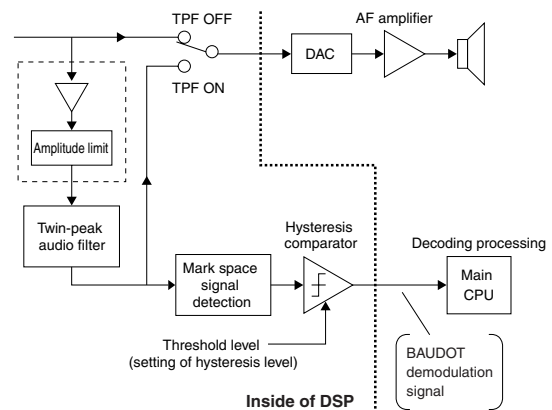 TPF OFF
AF amplifier
DAC
TPF ON
Amplitude limit
Twin-peak
audio filter
Hysteresis
comparator
Decoding processing
Mark space
signal
detection
Main
CPU
Threshold level
(setting of hysteresis level)
BAUDOT
demodulation
signal
Inside of DSP